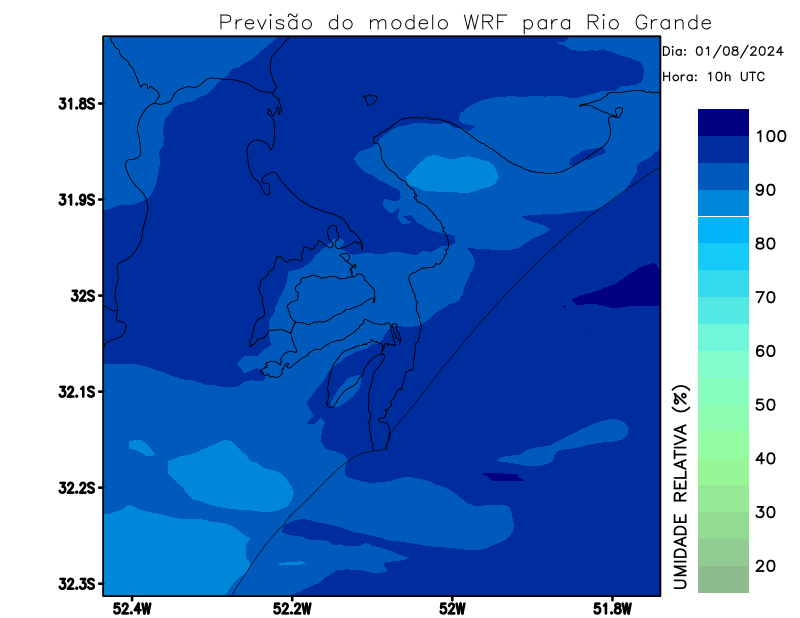 Previsão do modelo WRF para Rio Grande
Dia: 01/08/2024
Hora: 10h UTC
31.8S
31.9S
32S
32.1S
32.2S
32.3S
52.4W
52.2W
52W
51.8W
UMIDADE RELATIVA (%)
100
90
80
70
60
50
40
30
20